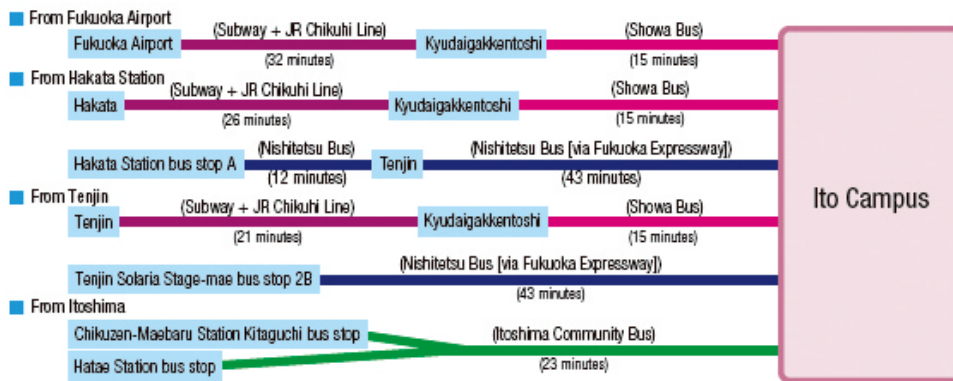 From Fukuoka Airport
(Subway + JR Chikuhi Line) (Showa Bus)
Fukuoka Airport Kyudaigakkentoshi
(32 minutes) (15 minutes)
From Hakata Station
(Subway + JR Chikuhi Line) (Showa Bus)
Hakata Kyudaigakkentoshi
(26 minutes) (15 minutes)
(Nishitetsu Bus) (Nishitetsu Bus [via Fukuoka Expressway])
Hakata Station bus stop A Tenjin
(12 minutes) (43 minutes)
Ito Campus
From Tenjin
(Subway + JR Chikuhi Line) (Showa Bus)
Tenjin Kyudaigakkentoshi
(21 minutes) (15 minutes)
(Nishitetsu Bus [via Fukuoka Expressway])
Tenjin Solaria Stage-mae bus stop 2B
(43 minutes)
From Itoshima
Chikuzen-Maebaru Station Kitaguchi bus stop (Itoshima Community Bus)
Hatae Station bus stop (23 minutes)